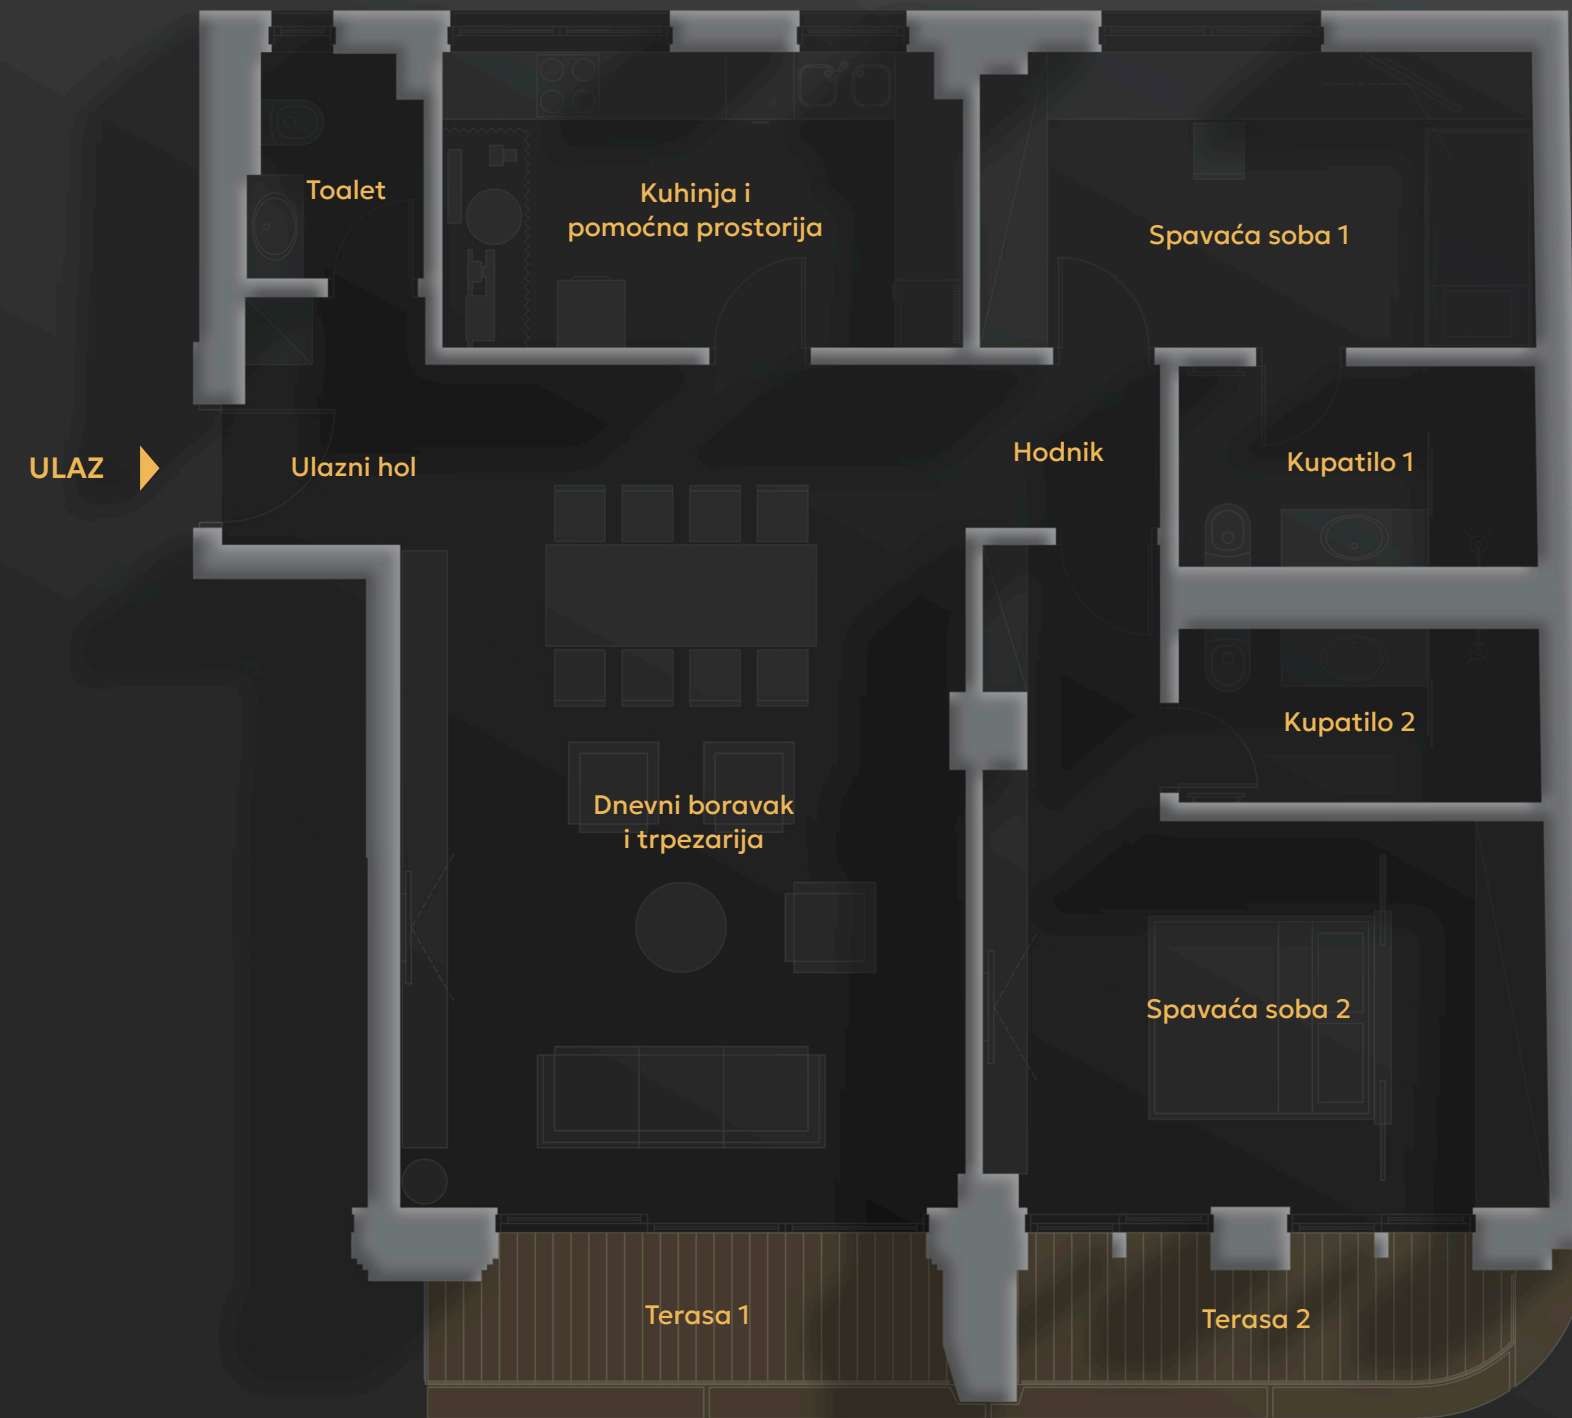 Toalet
Kuhinja i
pomoćna prostorija
Spavaća soba 1
ULAZ
Ulazni hol
Hodnik
Kupatilo 1
Kupatilo 2
Dnevni boravak
i trpezarija
Spavaća soba 2
Terasa 1
Terasa 2